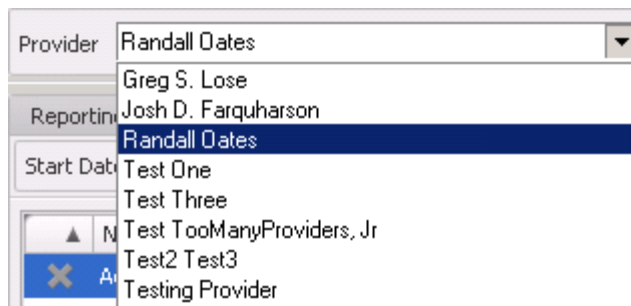 Provider Randall Oates
Greg S. Lose
Josh D. Farquharson
Randall Oates
Test One
Test Three
Test TooManyProviders, Jr
Test2 Test3
Testing Provider
Reportin
Start Dat
N
A